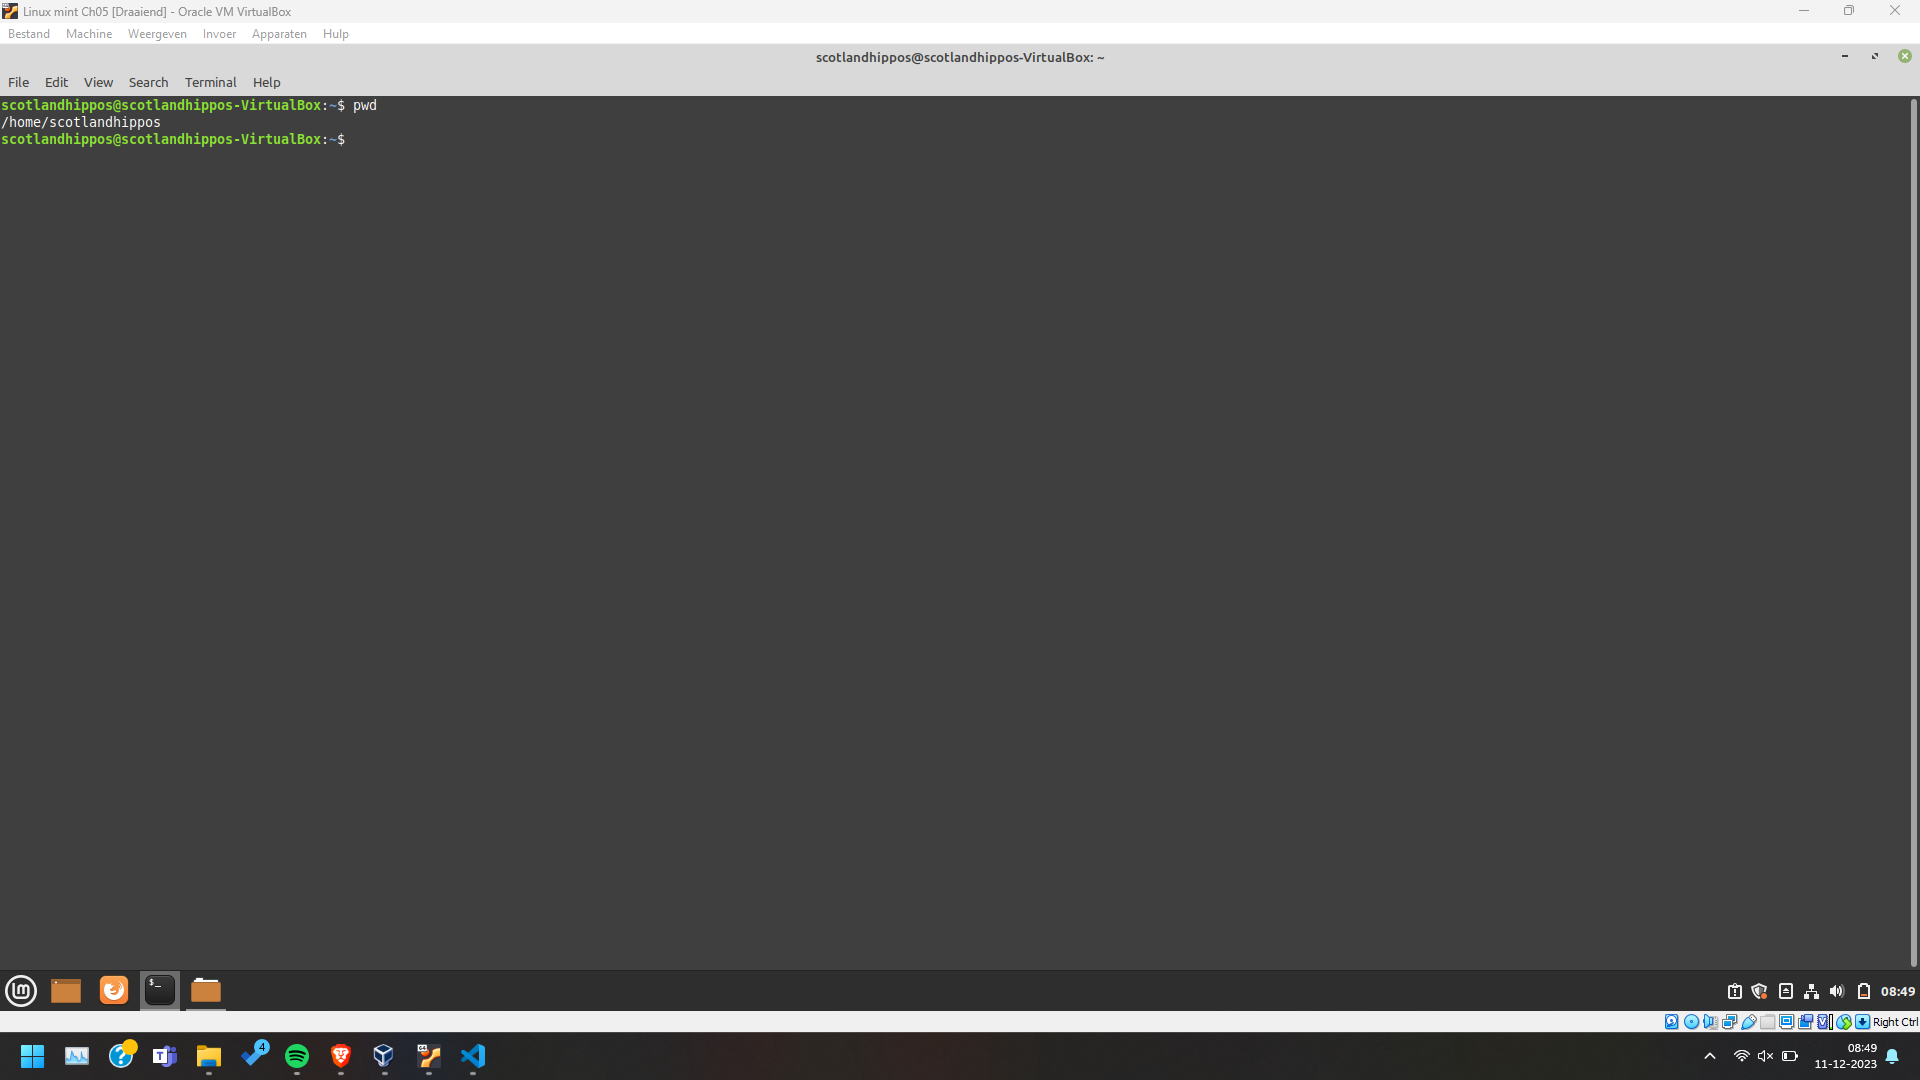 Linux mint Ch05 [Draaiend] - Oracle VM VirtualBox
Bestand Machine Weergeven Invoer Apparaten Hulp
scotlandhippos@scotlandhippos-VirtualBox: ~
File Edit View Search Terminal Help
scotlandhippos@scotlandhippos-VirtualBox:~$ pwd
/home/scotlandhippos
scotlandhippos@scotlandhippos-VirtualBox:~$
$_
08:49
Right Ctrl
4
64
08:49
11-12-2023